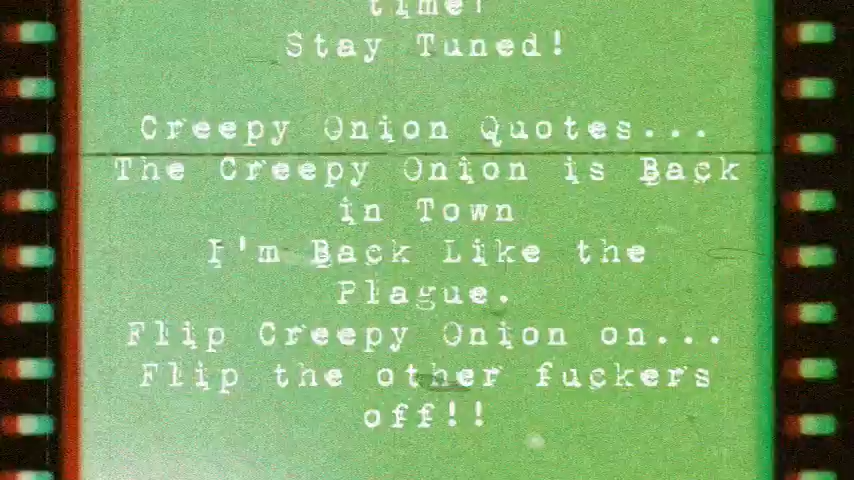 time!
Stay Tuned!
Creepy Onion Quotes...
The Creepy Onion is Back
in Town
I'm Back Like the
Plague.
Flip Creepy Onion on...
Flip the other fuckers
off!!